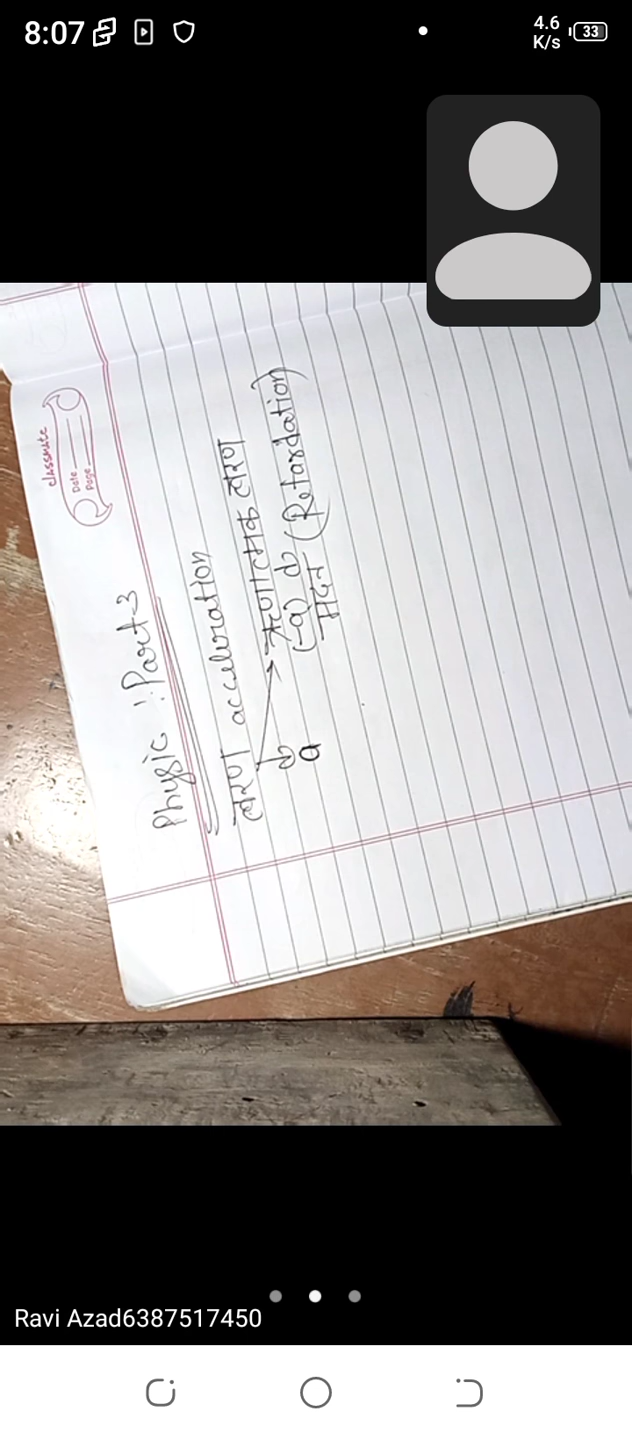 8:07
4.6
K/s
33
classmate
Date
Page
Physic : Part-3
त्वरण acceleration
ऋणात्मक त्वरण
a
(-a)
मंदन (Retardation)
Ravi Azad6387517450